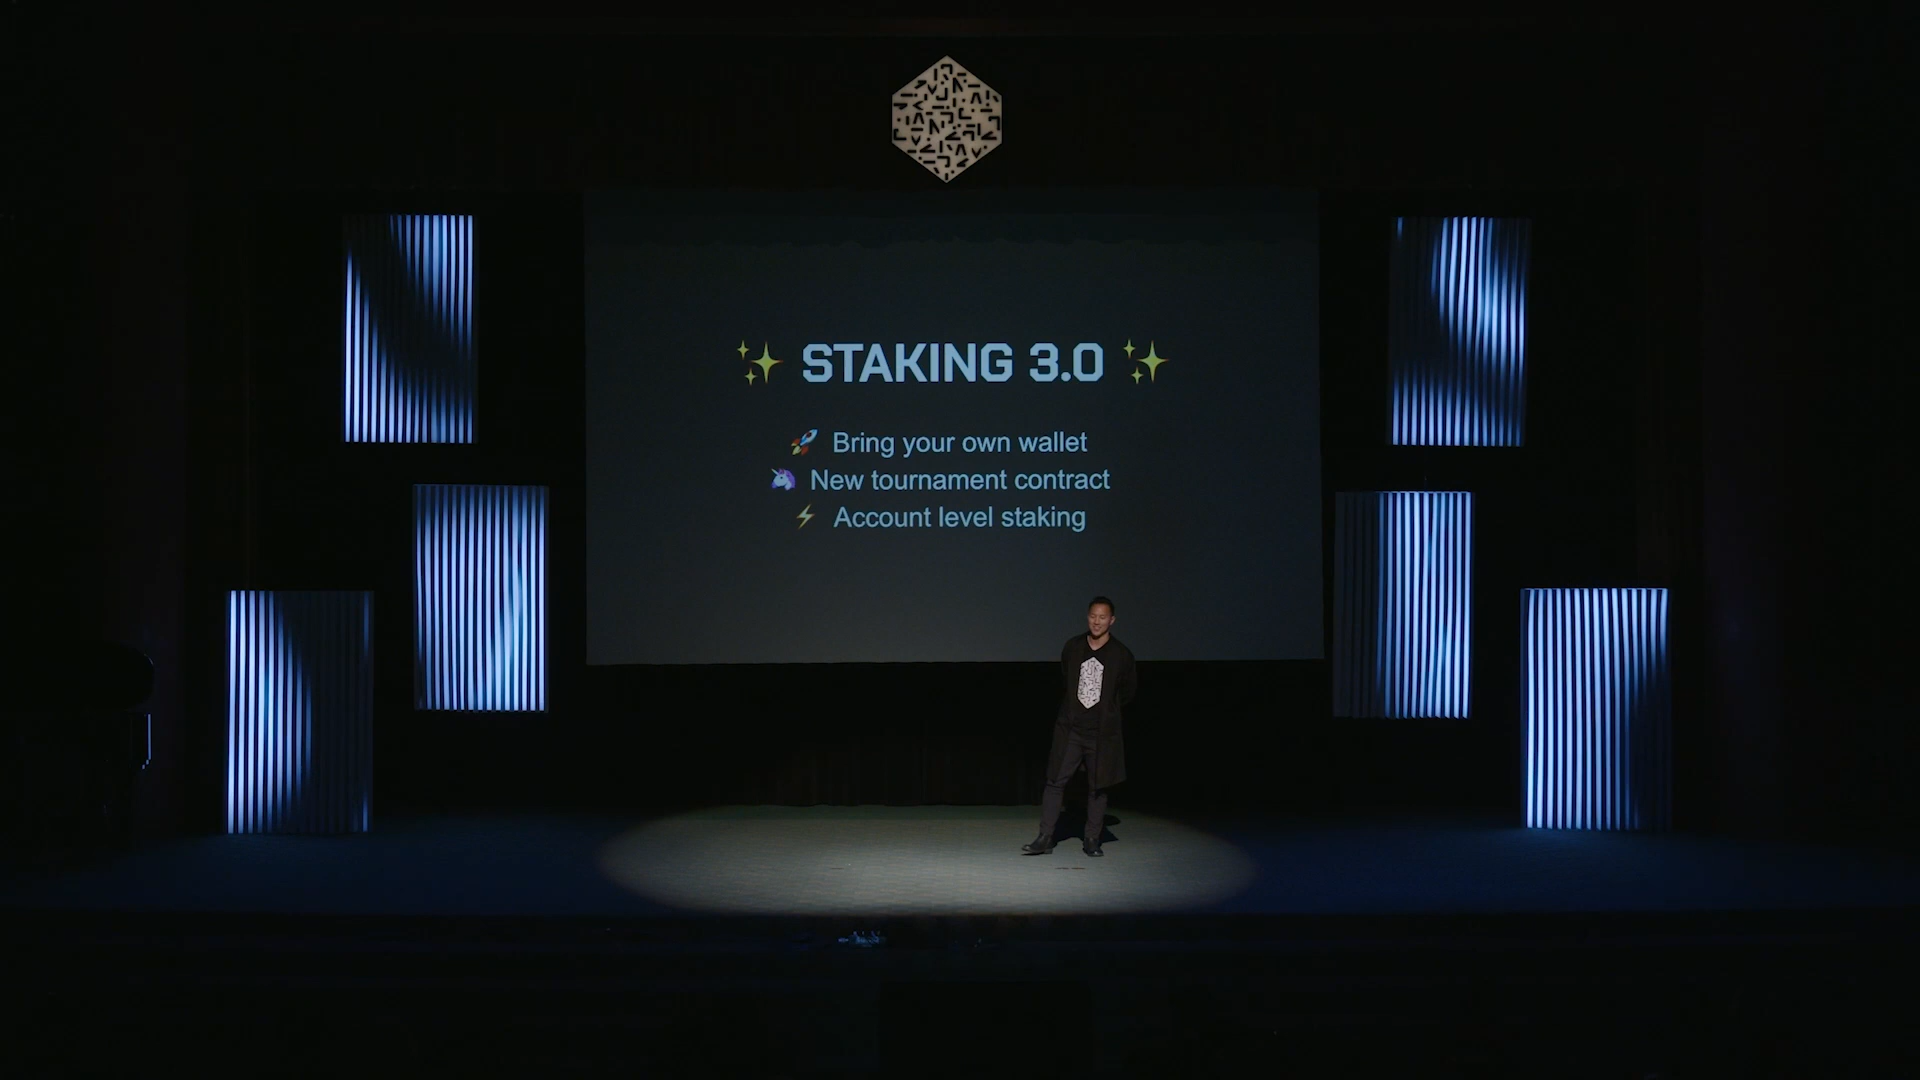 ✨ STAKING 3.0 ✨
🚀 Bring your own wallet
🦄 New tournament contract
⚡ Account level staking